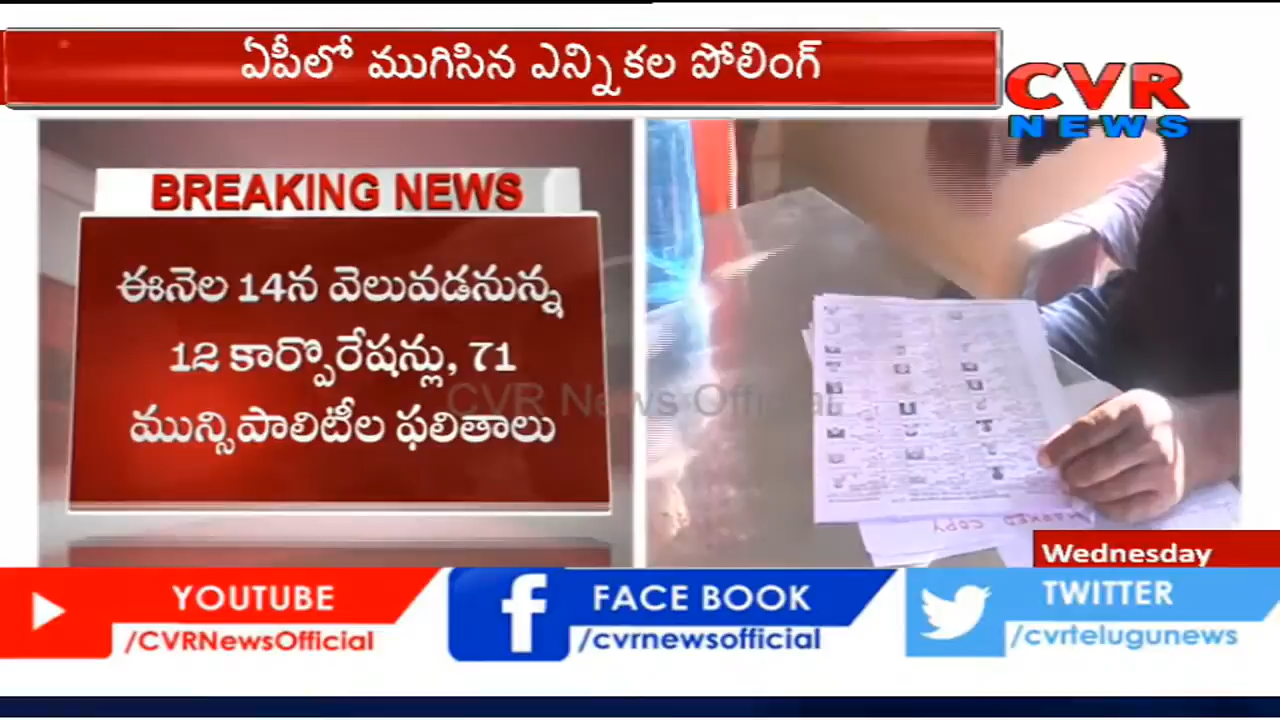 ఏపీలో ముగిసిన ఎన్నికల పోలింగ్
CVR
NEWS
BREAKING NEWS
ఈనెల 14న వెలువడనున్న
12 కార్పొరేషన్లు, 71
మున్సిపాలిటీల ఫలితాలు
CVR News Official
MARKED COPY
Wednesday
YOUTUBE
/CVRNewsOfficial
FACE BOOK
/cvrnewsofficial
TWITTER
/cvrtelugunews